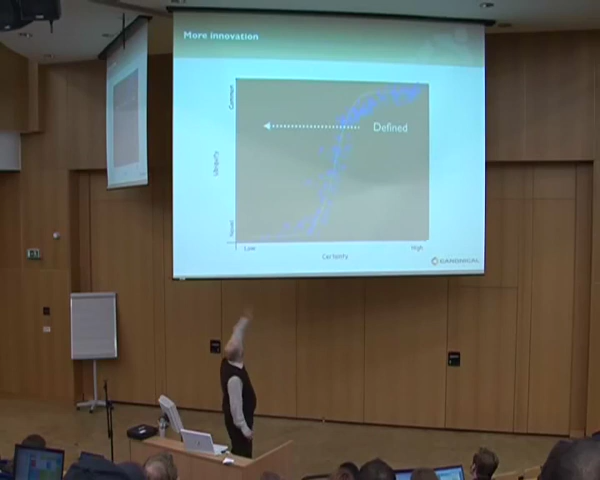 More innovation
Common
Defined
Ubiquity
Novel
Low
High
Certainty
CANONICAL